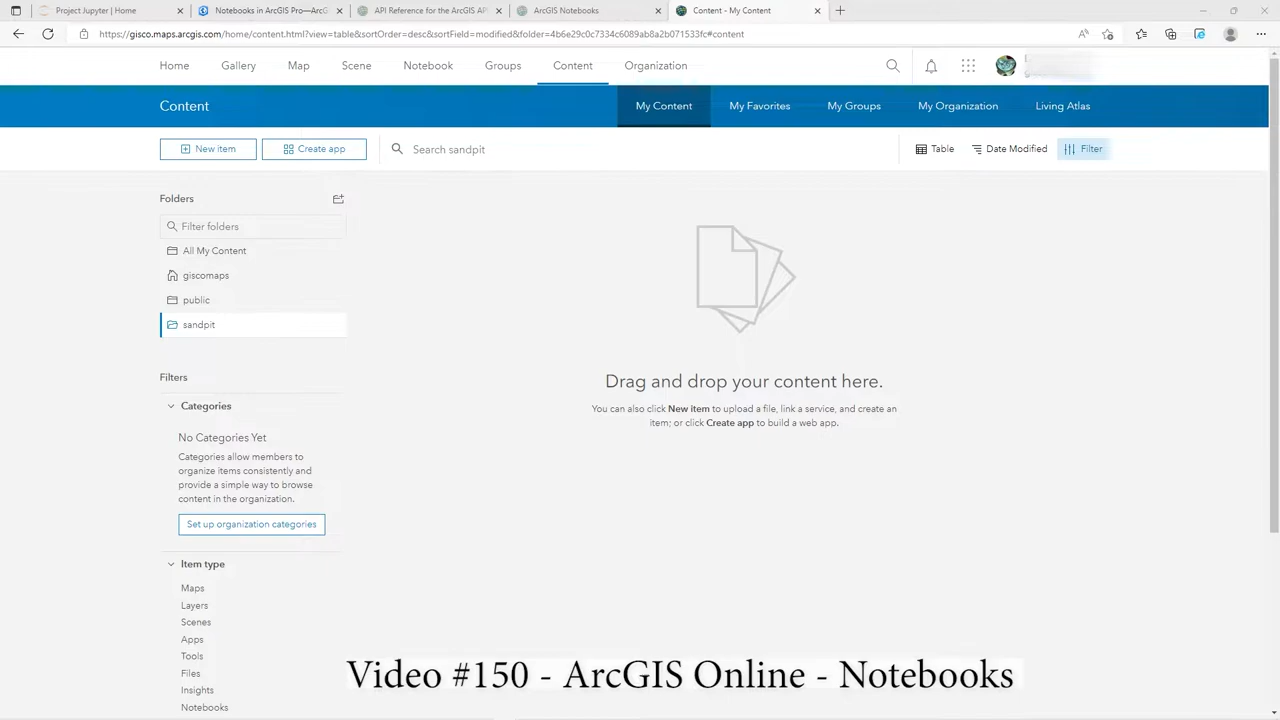 Project Jupyter | Home
Notebooks in ArcGIS Pro—ArcG
API Reference for the ArcGIS AP
ArcGIS Notebooks
Content - My Content
https://gisco.maps.arcgis.com/home/content.html?view=table&sortOrder=desc&sortField=modified&folder=4b6e29c0c7334c6089ab8a2b071533fc#content
Home Gallery Map Scene Notebook Groups Content Organization
Content
My Content My Favorites My Groups My Organization Living Atlas
New item
Create app
Search sandpit
Table
Date Modified
Filter
Folders
Filter folders
All My Content
giscomaps
public
sandpit
Filters
Categories
No Categories Yet
Categories allow members to
organize items consistently and
provide a simple way to browse
content in the organization.
Set up organization categories
Item type
Maps
Layers
Scenes
Apps
Tools
Files
Insights
Notebooks
Drag and drop your content here.
You can also click New item to upload a file, link a service, and create an
item; or click Create app to build a web app.
Video #150 - ArcGIS Online - Notebooks